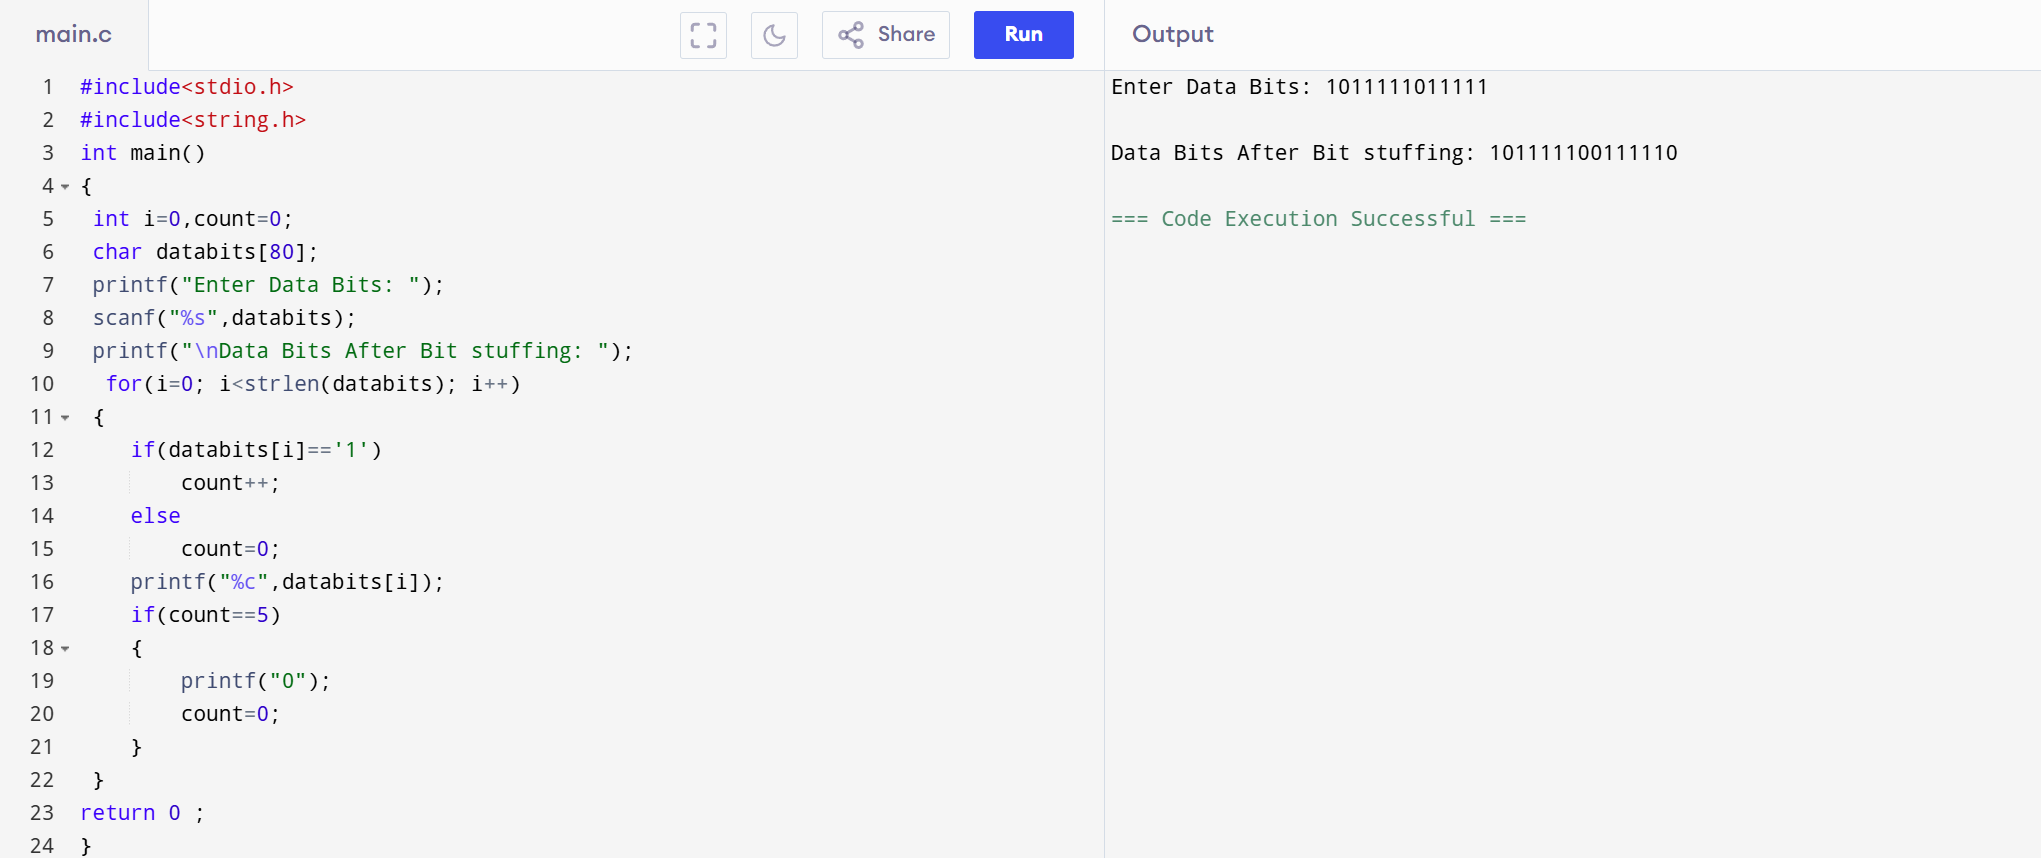 main.c
Share
Run
Output
1 #include<stdio.h>
2 #include<string.h>
3 int main()
4 {
5 int i=0,count=0;
6 char databits[80];
7 printf("Enter Data Bits: ");
8 scanf("%s",databits);
9 printf("\nData Bits After Bit stuffing: ");
10 for(i=0; i<strlen(databits); i++)
11 {
12 if(databits[i]=='1')
13 count++;
14 else
15 count=0;
16 printf("%c",databits[i]);
17 if(count==5)
18 {
19 printf("0");
20 count=0;
21 }
22 }
23 return 0 ;
24 }
Enter Data Bits: 1011111011111
Data Bits After Bit stuffing: 101111100111110
=== Code Execution Successful ===